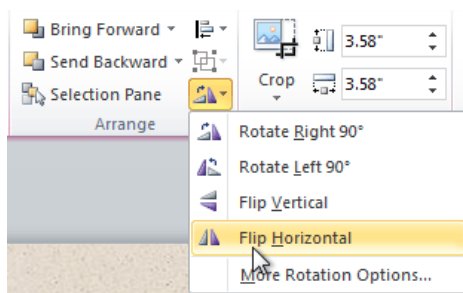 Bring Forward
Send Backward
Selection Pane
Arrange
Crop
3.58"
3.58"
Rotate Right 90°
Rotate Left 90°
Flip Vertical
Flip Horizontal
More Rotation Options...